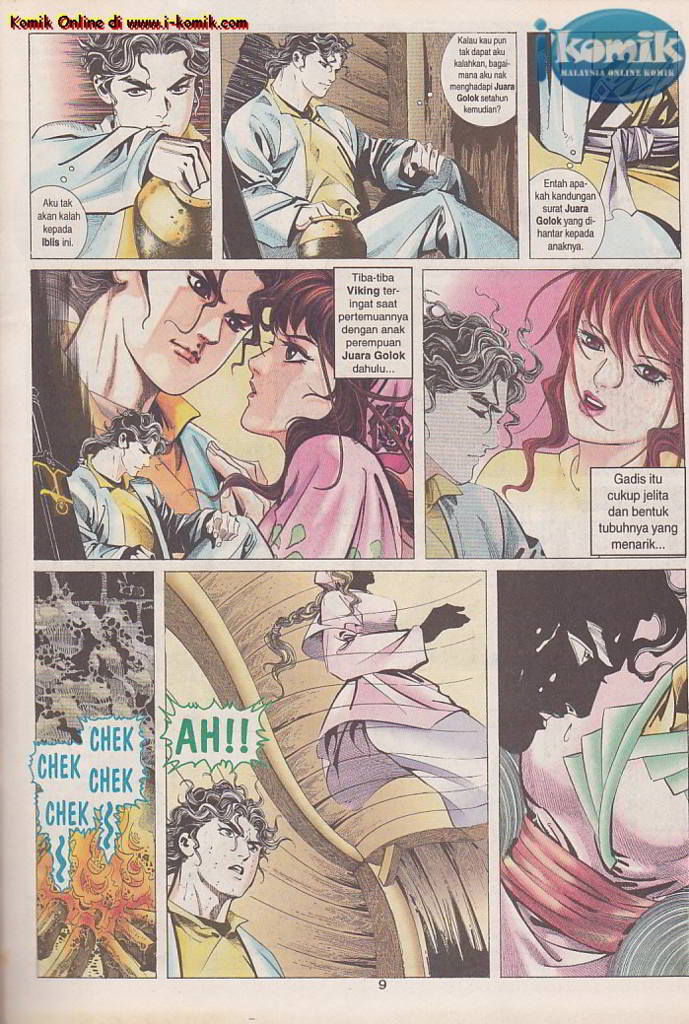 Komik Online di www.i-komik.com
ikomik
MALAYSIA ONLINE KOMIK
Aku tak
akan kalah
kepada
Iblis ini.
Kalau kau pun
tak dapat aku
kalahkan, bagai-
mana aku nak
menghadapi Juara
Golok setahun
kemudian?
Entah apa-
kah kandungan
surat Juara
Golok yang di-
hantar kepada
anaknya.
Tiba-tiba
Viking ter-
ingat saat
pertemuannya
dengan anak
perempuan
Juara Golok
dahulu...
Gadis itu
cukup jelita
dan bentuk
tubuhnya yang
menarik...
CHEK
CHEK
CHEK
CHEK
AH!!
9